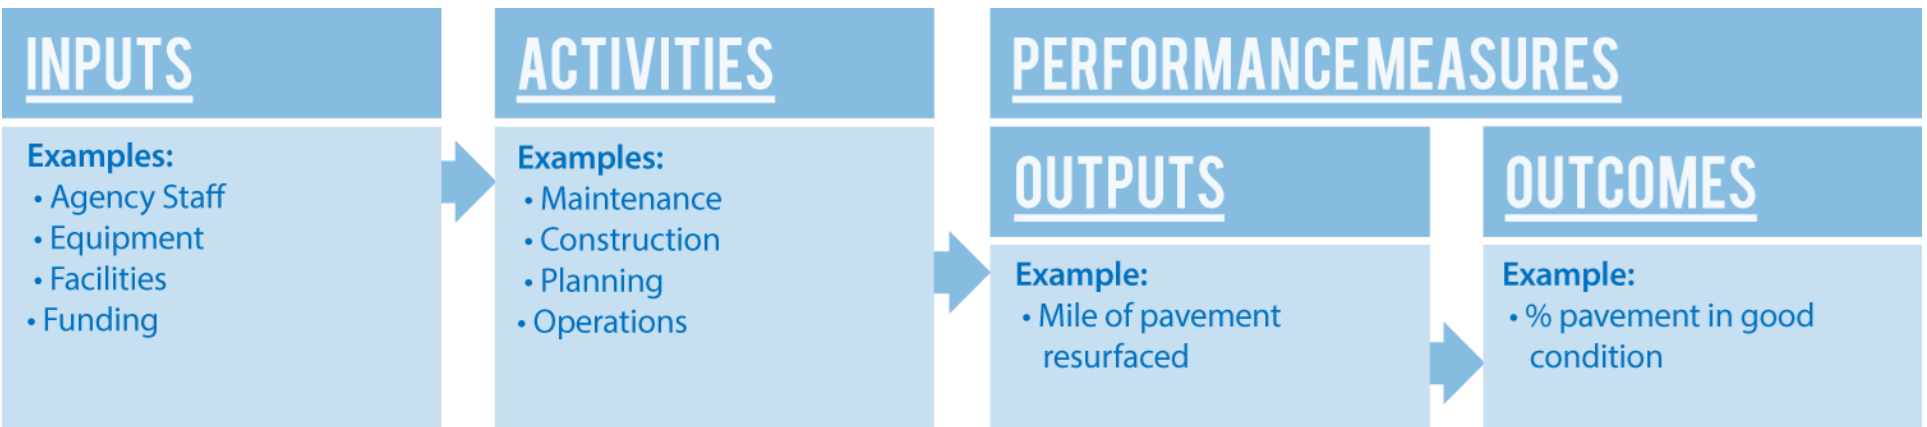 INPUTS
Examples:
• Agency Staff
• Equipment
• Facilities
• Funding
ACTIVITIES
Examples:
• Maintenance
• Construction
• Planning
• Operations
PERFORMANCE MEASURES
OUTPUTS
Example:
• Mile of pavement
resurfaced
OUTCOMES
Example:
• % pavement in good
condition